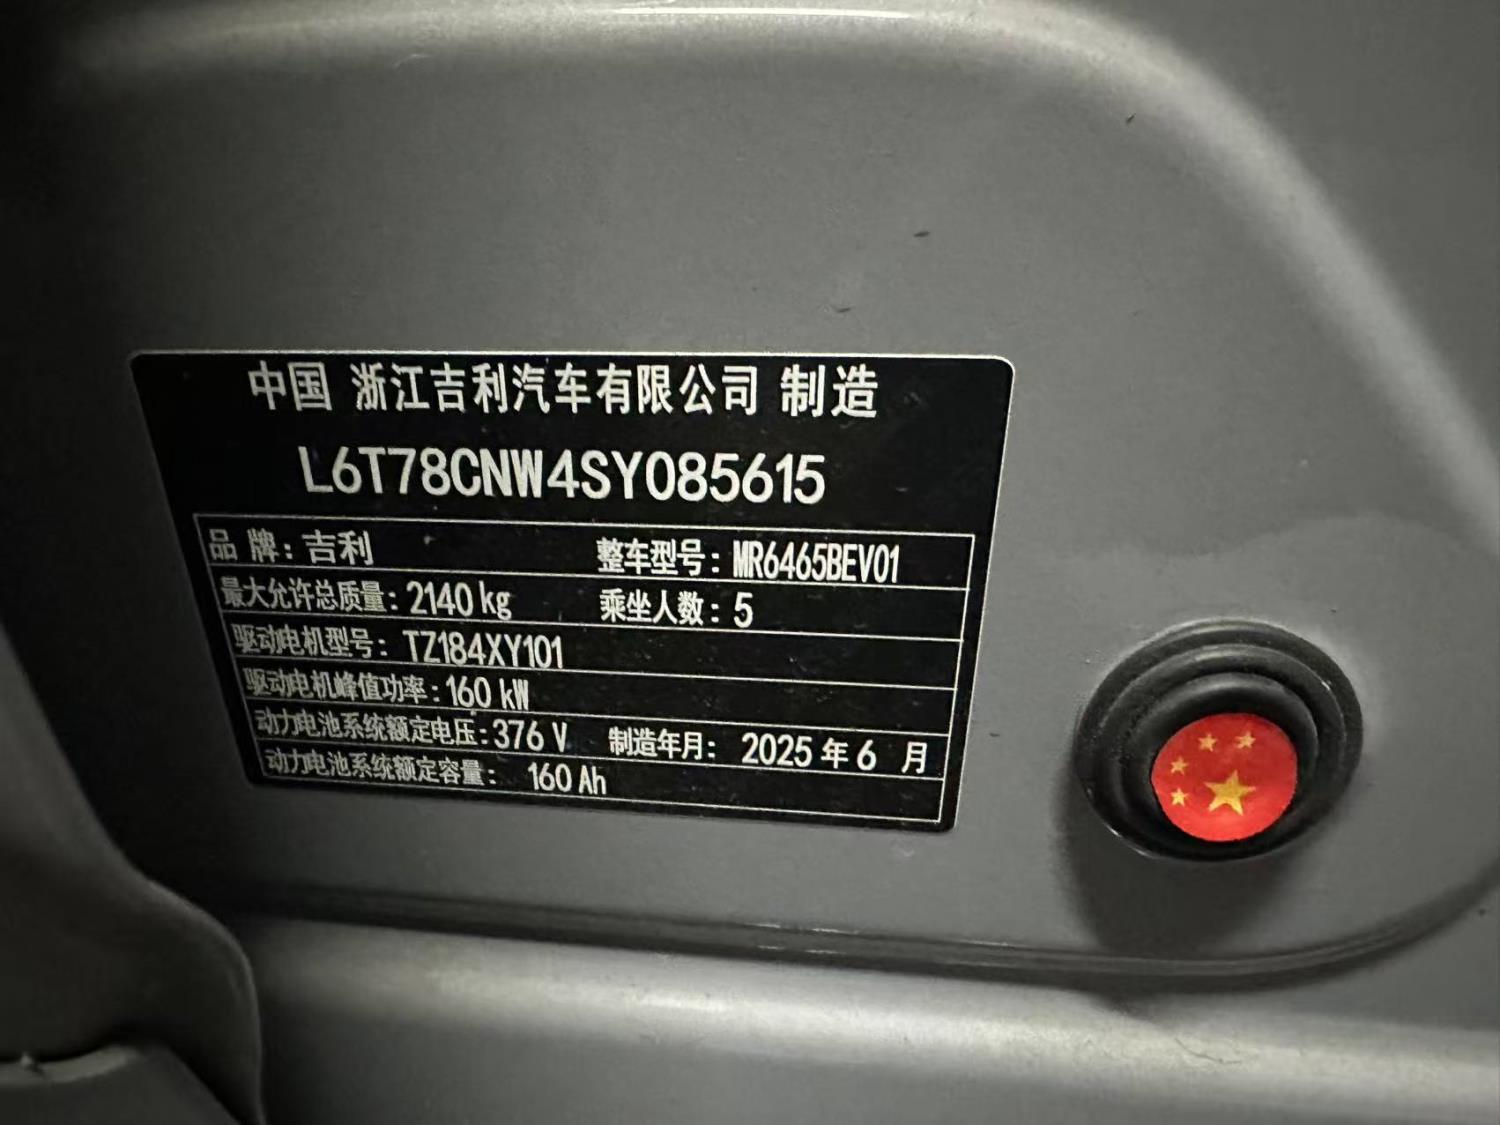 中国 浙江吉利汽车有限公司 制造
L6T78CNW4SY085615
品 牌：吉利 整车型号：MR6465BEV01
最大允许总质量：2140 kg 乘坐人数：5
驱动电机型号：TZ184XY101
驱动电机峰值功率：160 kW
动力电池系统额定电压：376 V 制造年月：2025 年 6 月
动力电池系统额定容量：160 Ah